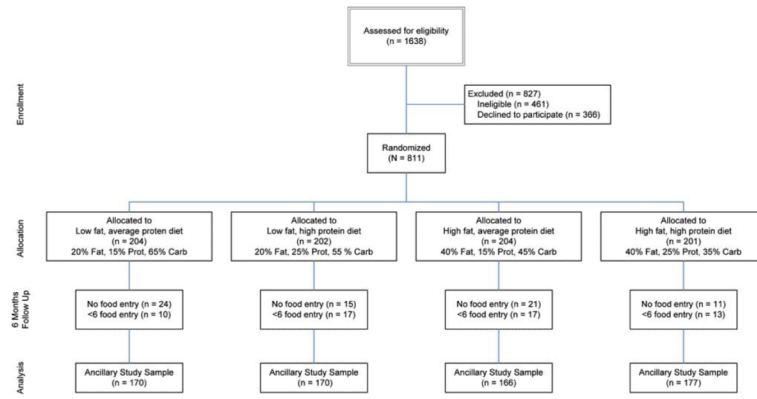 Assessed for eligibility
(n = 1638)
Enrollment
Excluded (n = 827)
Ineligible (n = 461)
Declined to participate (n = 366)
Randomized
(N = 811)
Allocation
Allocated to
Low fat, average proten diet
(n = 204)
20% Fat, 15% Prot, 65% Carb
Allocated to
Low fat, high protein diet
(n = 202)
20% Fat, 25% Prot, 55 % Carb
Allocated to
High fat, average protein diet
(n = 204)
40% Fat, 15% Prot, 45% Carb
Allocated to
High fat, high protein diet
(n = 201)
40% Fat, 25% Prot, 35% Carb
6 Months
Follow Up
No food entry (n = 24)
<6 food entry (n = 10)
No food entry (n = 15)
<6 food entry (n = 17)
No food entry (n = 21)
<6 food entry (n = 17)
No food entry (n = 11)
<6 food entry (n = 13)
Analysis
Ancillary Study Sample
(n = 170)
Ancillary Study Sample
(n = 170)
Ancillary Study Sample
(n = 166)
Ancillary Study Sample
(n = 177)